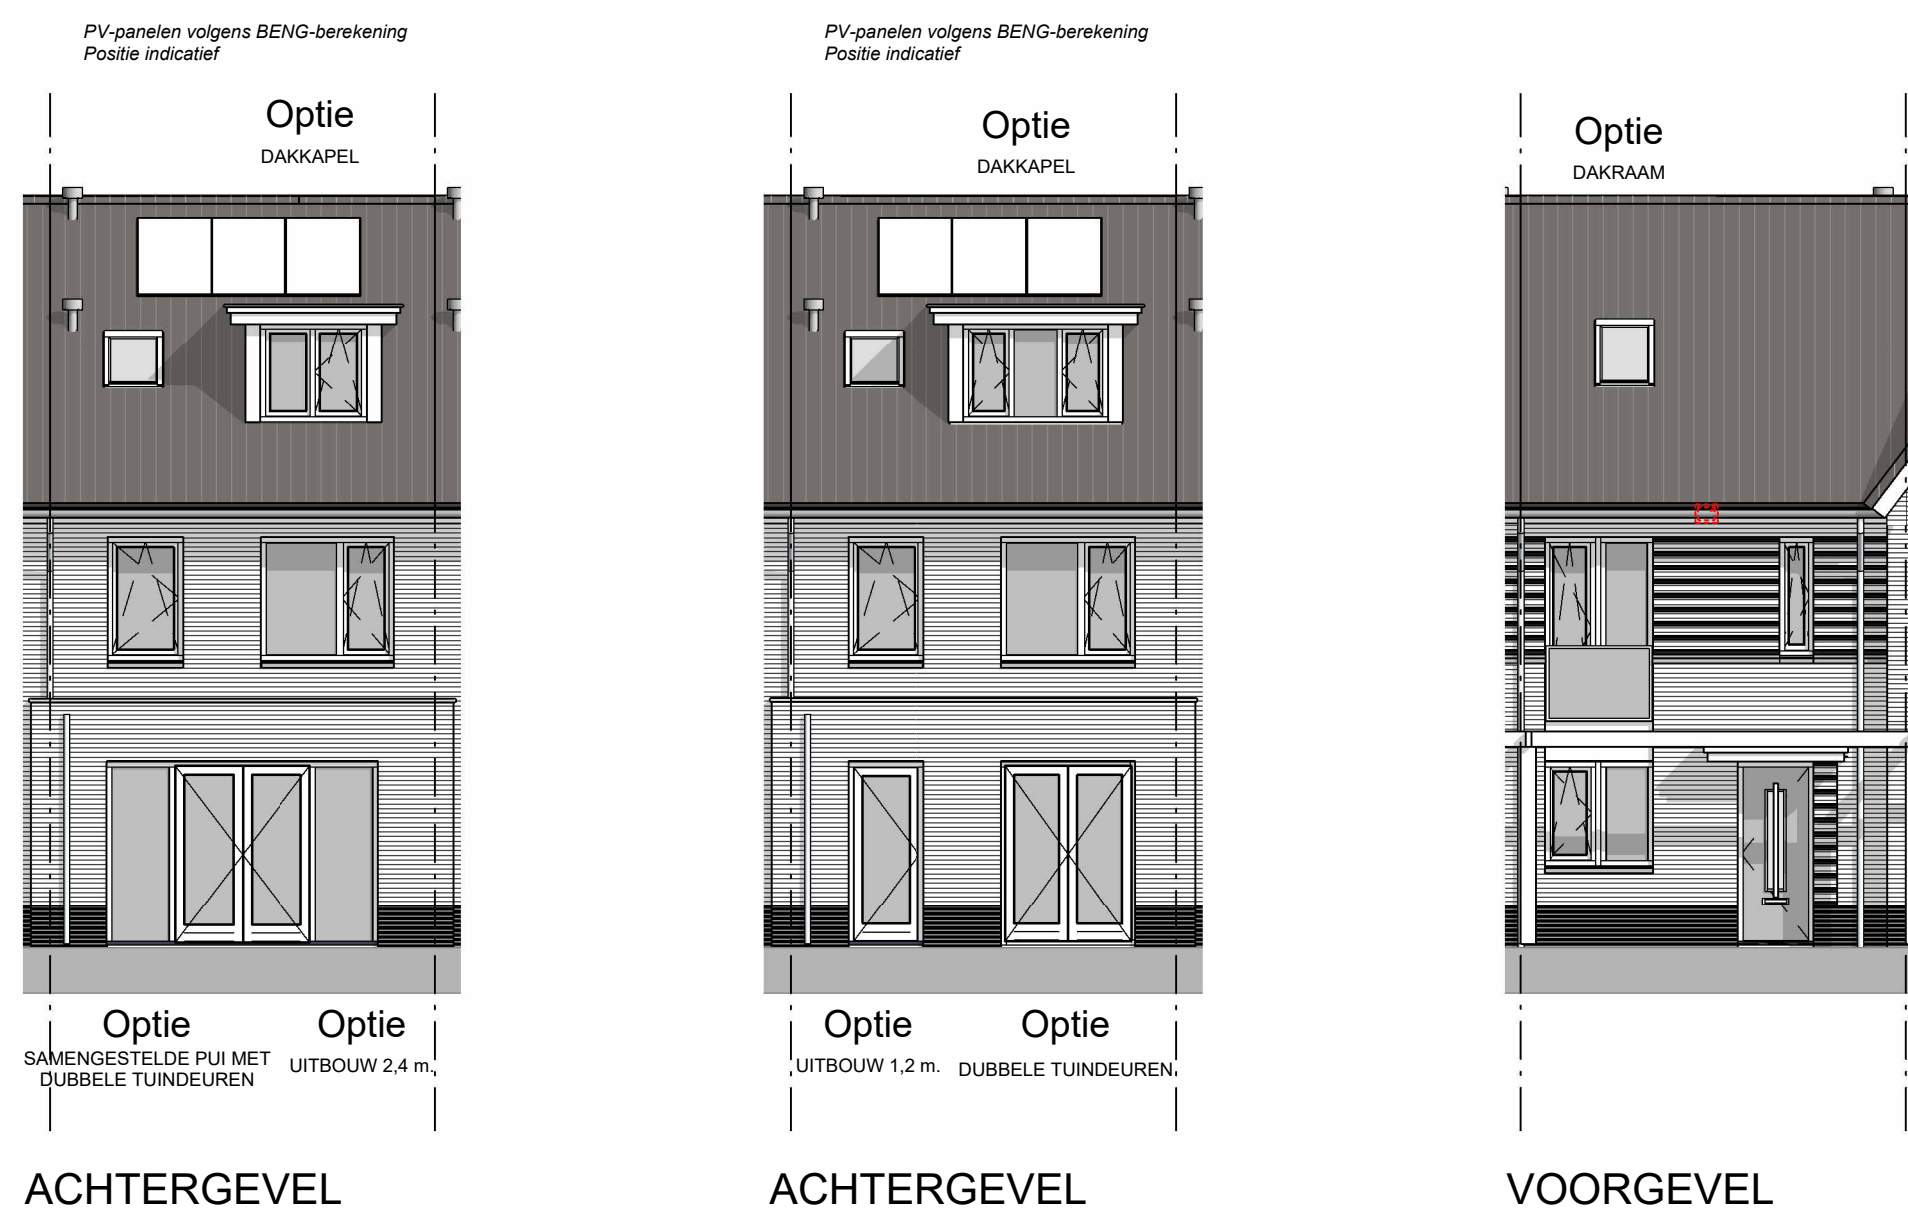 PV-panelen volgens BENG-berekening
Positie indicatief
Optie
DAKKAPEL
Optie
SAMENGESTELDE PUI MET
DUBBELE TUINDEUREN
Optie
UITBOUW 2,4 m.
ACHTERGEVEL
PV-panelen volgens BENG-berekening
Positie indicatief
Optie
DAKKAPEL
Optie
UITBOUW 1,2 m.
Optie
DUBBELE TUINDEUREN
ACHTERGEVEL
Optie
DAKRAAM
VOORGEVEL